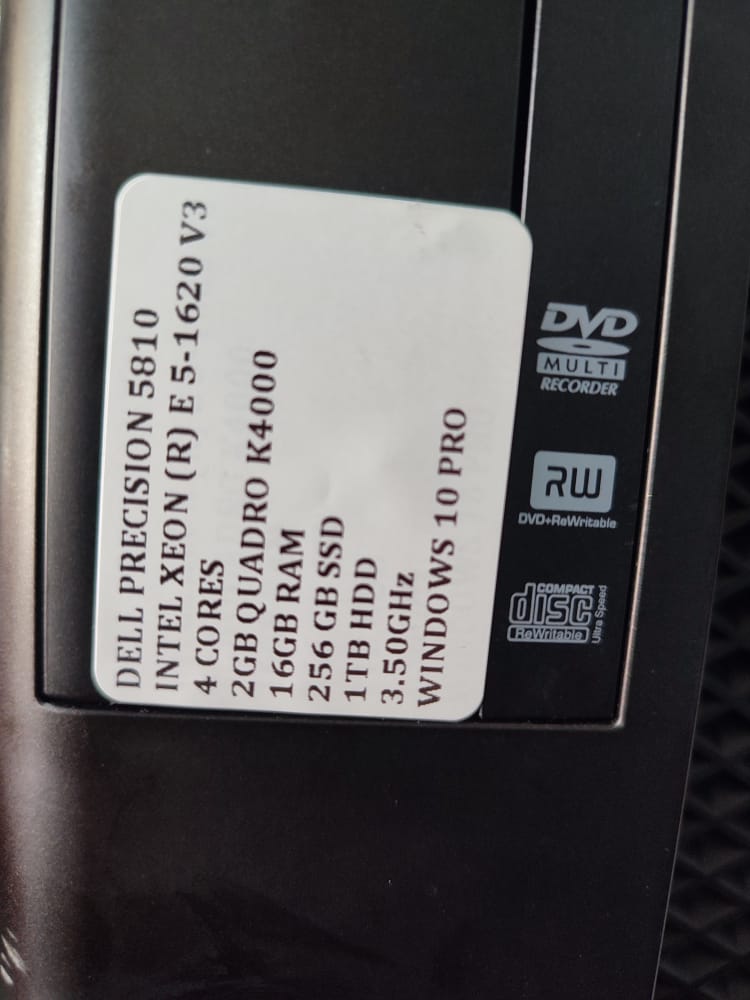 DELL PRECISION 5810
INTEL XEON (R) E 5-1620 V3
4 CORES
2GB QUADRO K4000
16GB RAM
256 GB SSD
1TB HDD
3.50GHz
WINDOWS 10 PRO
DVD
MULTI
RECORDER
RW
DVD+ReWritable
COMPACT
disc
ReWritable
Ultra Speed